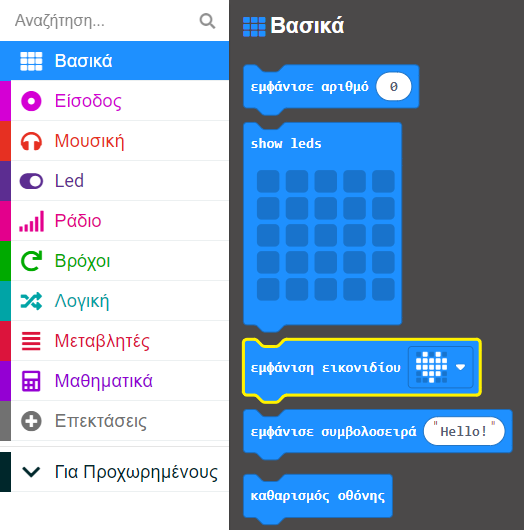 Αναζήτηση...
Βασικά
Είσοδος
Μουσική
Led
Ράδιο
Βρόχοι
Λογική
Μεταβλητές
Μαθηματικά
Επεκτάσεις
Για Προχωρημένους
Βασικά
εμφάνισε αριθμό 0
show leds
εμφάνιση εικονιδίου
εμφάνισε συμβολοσειρά "Hello!"
καθαρισμός οθόνης